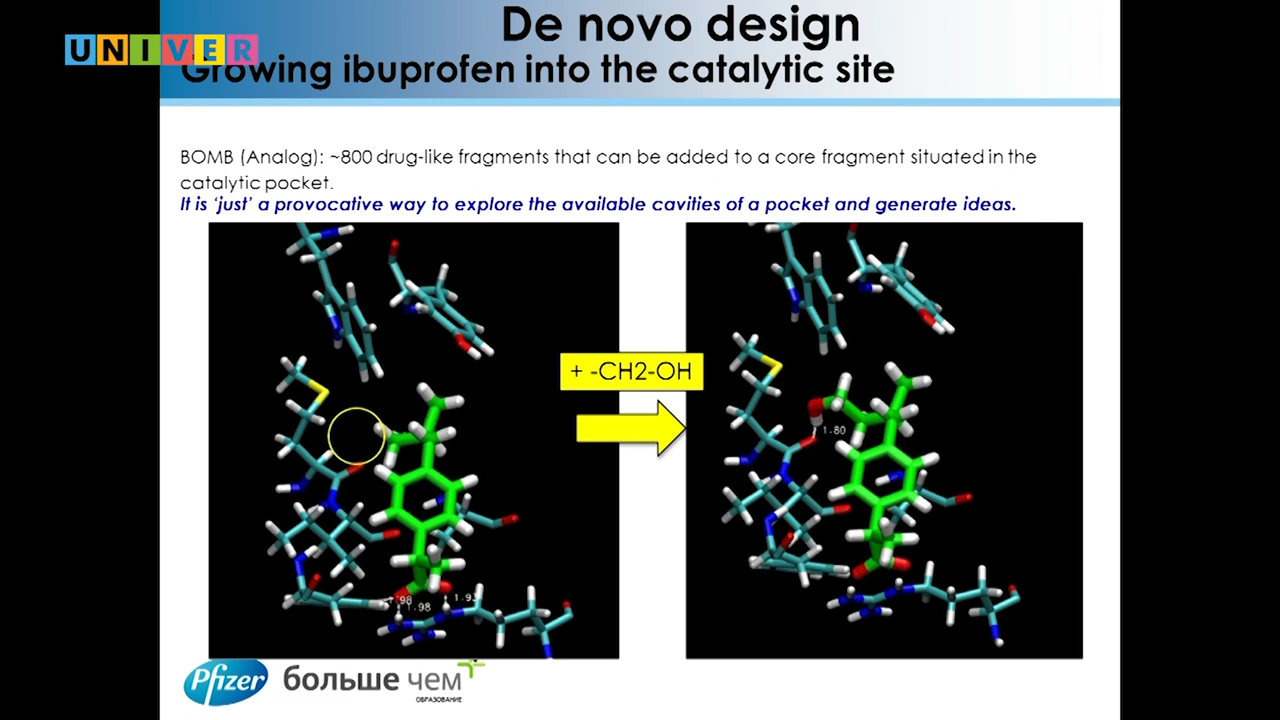 De novo design
UNIVER
Growing ibuprofen into the catalytic site
BOMB (Analog): ~800 drug-like fragments that can be added to a core fragment situated in the
catalytic pocket.
It is ‘just’ a provocative way to explore the available cavities of a pocket and generate ideas.
+ -CH2-OH
1.80
1.98
1.98
Pfizer
больше чем
ОБРАЗОВАНИЕ